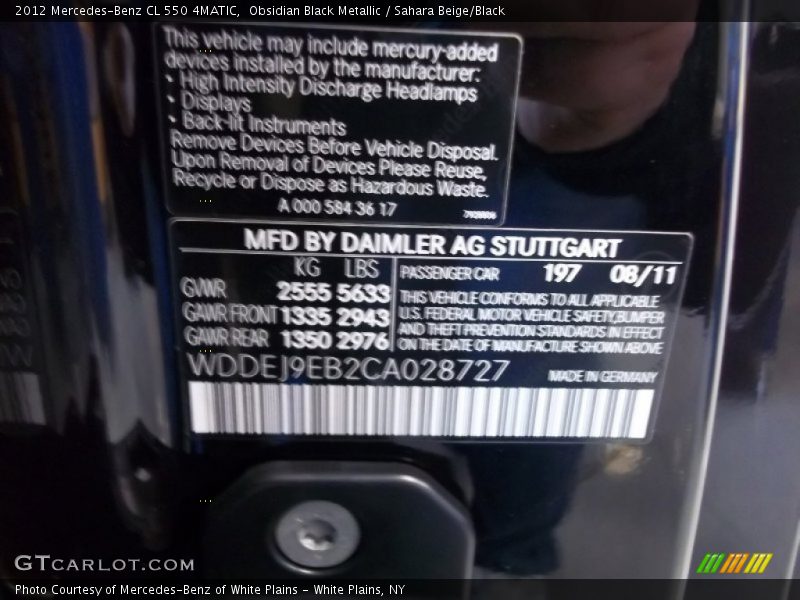 2012 Mercedes-Benz CL 550 4MATIC,  Obsidian Black Metallic / Sahara Beige/Black
This vehicle may include mercury-added
devices installed by the manufacturer:
• High Intensity Discharge Headlamps
• Displays
• Back-lit Instruments
Remove Devices Before Vehicle Disposal.
Upon Removal of Devices Please Reuse,
Recycle or Dispose as Hazardous Waste.
A 000 584 36 17
MFD BY DAIMLER AG STUTTGART
KG LBS
GVWR 2555 5633
GAWR FRONT 1335 2943
GAWR REAR 1350 2976
PASSENGER CAR 197 08/11
THIS VEHICLE CONFORMS TO ALL APPLICABLE
U.S. FEDERAL MOTOR VEHICLE SAFETY, BUMPER
AND THEFT PREVENTION STANDARDS IN EFFECT
ON THE DATE OF MANUFACTURE SHOWN ABOVE
WDDEJ9EB2CA028727 MADE IN GERMANY
GTCARLOT.COM
Photo Courtesy of Mercedes-Benz of White Plains - White Plains, NY